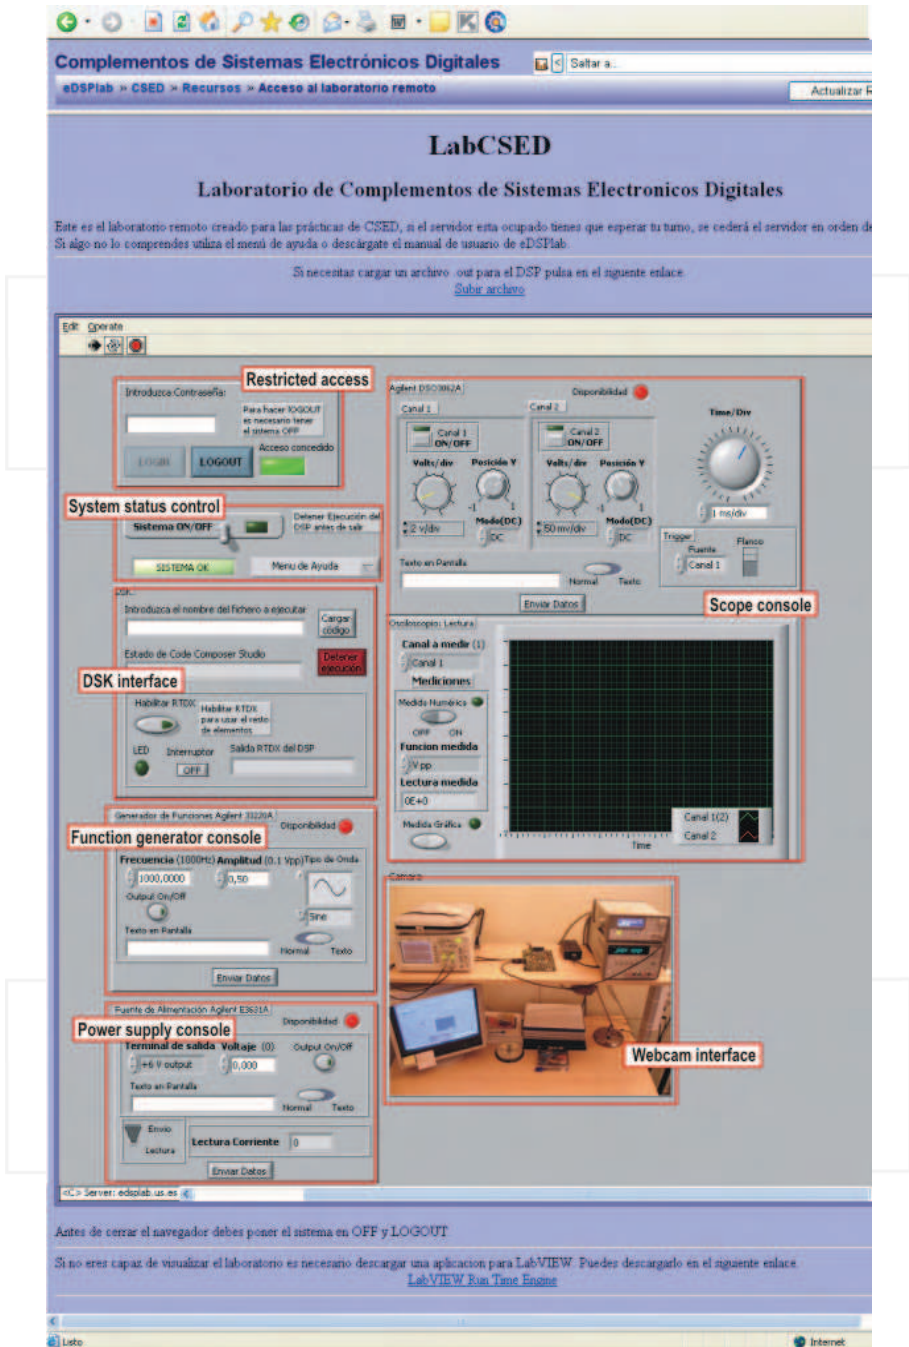 Complementos de Sistemas Electrónicos Digitales
Saltar a...
eDSPlab » CSED » Recursos » Acceso al laboratorio remoto
Actualizar R
LabCSED
Laboratorio de Complementos de Sistemas Electronicos Digitales
Este es el laboratorio remoto creado para las prácticas de CSED, si el servidor esta ocupado tienes que esperar tu turno, se cederá el servidor en orden de
Si algo no lo comprendes utiliza el menú de ayuda o descárgate el manual de usuario de eDSPlab.
Si necesitas cargar un archivo .out para el DSP pulsa en el siguente enlace.
Subir archivo
Edit Operate
Restricted access
Introduzca Contraseña:
Para hacer lOGOUT
es necesario tener
el sistema OFF
Acceso concedido
LOGIN
LOGOUT
System status control
Sistema ON/OFF
Detener Ejecución del
DSP antes de salir
SISTEMA OK
Menu de Ayuda
DSK
Introduzca el nombre del fichero a ejecutar
Cargar
código
Estado de Code Composer Studio
Detener
ejecución
DSK interface
Habilitar RTDX
Habilitar RTDX
para usar el resto
de elementos
LED
Interruptor
Salida RTDX del DSP
OFF
Generador de Funciones Agilent 33220A
Disponibilidad
Function generator console
Frecuencia (1000Hz)
Amplitud (0.1 Vpp)
Tipo de Onda
1000,0000
0,50
Output On/Off
Sine
Texto en Pantalla
Normal Texto
Enviar Datos
Fuente de Alimentación Agilent E3631A
Disponibilidad
Power supply console
Terminal de salida
Voltaje (0)
Output On/Off
+6 V output
0,000
Texto en Pantalla
Normal Texto
Envio
Lectura
Lectura Corriente
0
Enviar Datos
Agilent DSO3062A
Disponibilidad
Canal 1
Canal 2
Time/Div
Canal 1
ON/OFF
Canal 2
ON/OFF
Volts/div
Posición Y
Volts/div
Posición Y
-1 1
-1 1
1 ms/div
Modo(DC)
Modo(DC)
2 v/div
DC
50 mv/div
DC
Trigger
Fuente
Flanco
Canal 1
Texto en Pantalla
Normal Texto
Enviar Datos
Scope console
Osciloscopio: Lectura
Canal a medir (1)
Canal 1
Mediciones
Medida Numérica
OFF ON
Funcion medida
Vpp
Lectura medida
0E+0
Medida Gráfica
Canal 1(2)
Canal 2
Time
Camara
Webcam interface
<C> Server: edsplab.us.es
Antes de cerrar el navegador debes poner el sistema en OFF y LOGOUT
Si no eres capaz de visualizar el laboratorio es necesario descargar una aplicacion para LabVIEW. Puedes descargarlo en el siguente enlace.
LabVIEW Run Time Engine
Listo
Internet